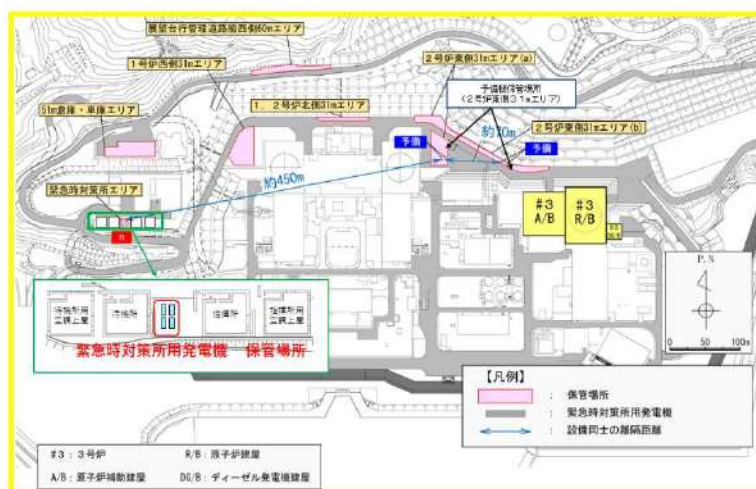 展望台行管理道路脇西側60mエリア
1号炉西側31mエリア
2号炉東側31mエリア(a)
予備機保管場所
(2号炉東側31mエリア)
51m倉庫・車庫エリア
1,2号炉北側31mエリア
予備
約70m
2号炉東側31mエリア(b)
予備
緊急時対策所エリア
約450m
n
#3
A/B
#3
R/B
#3
P.N
待機所用
空調上屋
待機所
指揮所
指揮所用
空調上屋
緊急時対策所用発電機 保管場所
0 50 100m
【凡例】
: 保管場所
: 緊急時対策所用発電機
: 設備同士の離隔距離
#3 : 3号炉
R/B : 原子炉建屋
A/B : 原子炉補助建屋
DG/B : ディーゼル発電機建屋